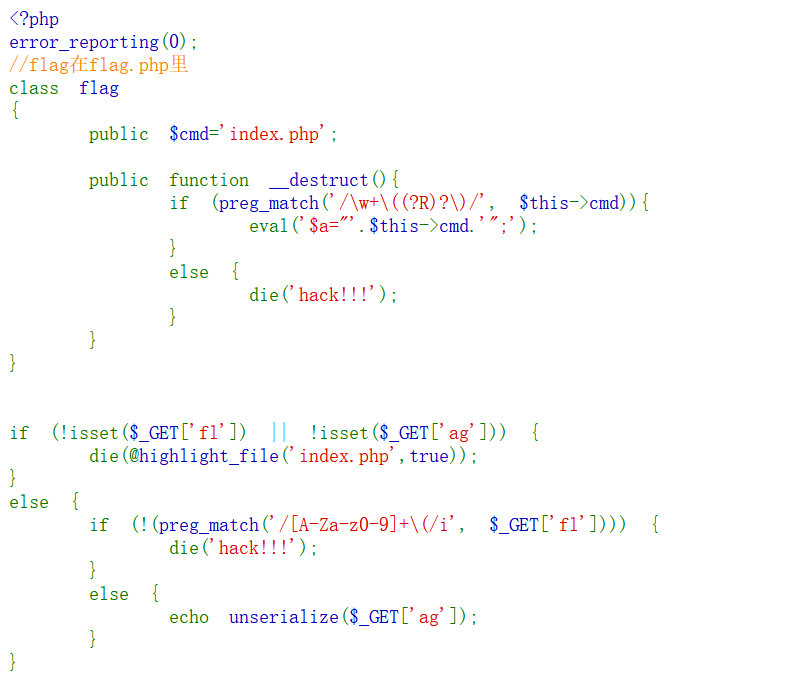 <?php
error_reporting(0);
//flag在flag.php里
class flag
{
public $cmd='index.php';
public function __destruct(){
if (preg_match('/\w+\((?R)?\)/', $this->cmd)){
eval('$a="'.$this->cmd.'";');
}
else {
die('hack!!!');
}
}
}
if (!isset($_GET['fl']) || !isset($_GET['ag'])) {
die(@highlight_file('index.php',true));
}
else {
if (!(preg_match('/[A-Za-z0-9]+\(/i', $_GET['fl']))) {
die('hack!!!');
}
else {
echo unserialize($_GET['ag']);
}
}